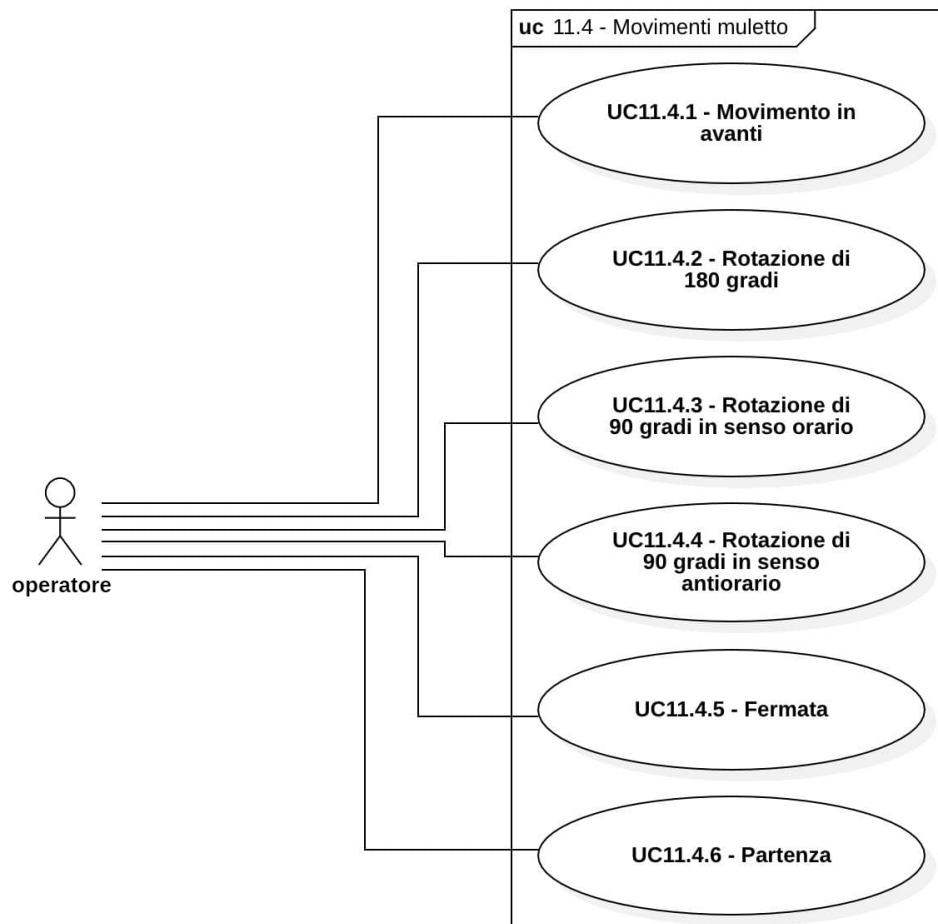 uc 11.4 - Movimenti muletto
UC11.4.1 - Movimento in
avanti
UC11.4.2 - Rotazione di
180 gradi
UC11.4.3 - Rotazione di
90 gradi in senso orario
UC11.4.4 - Rotazione di
90 gradi in senso
antiorario
operatore
UC11.4.5 - Fermata
UC11.4.6 - Partenza